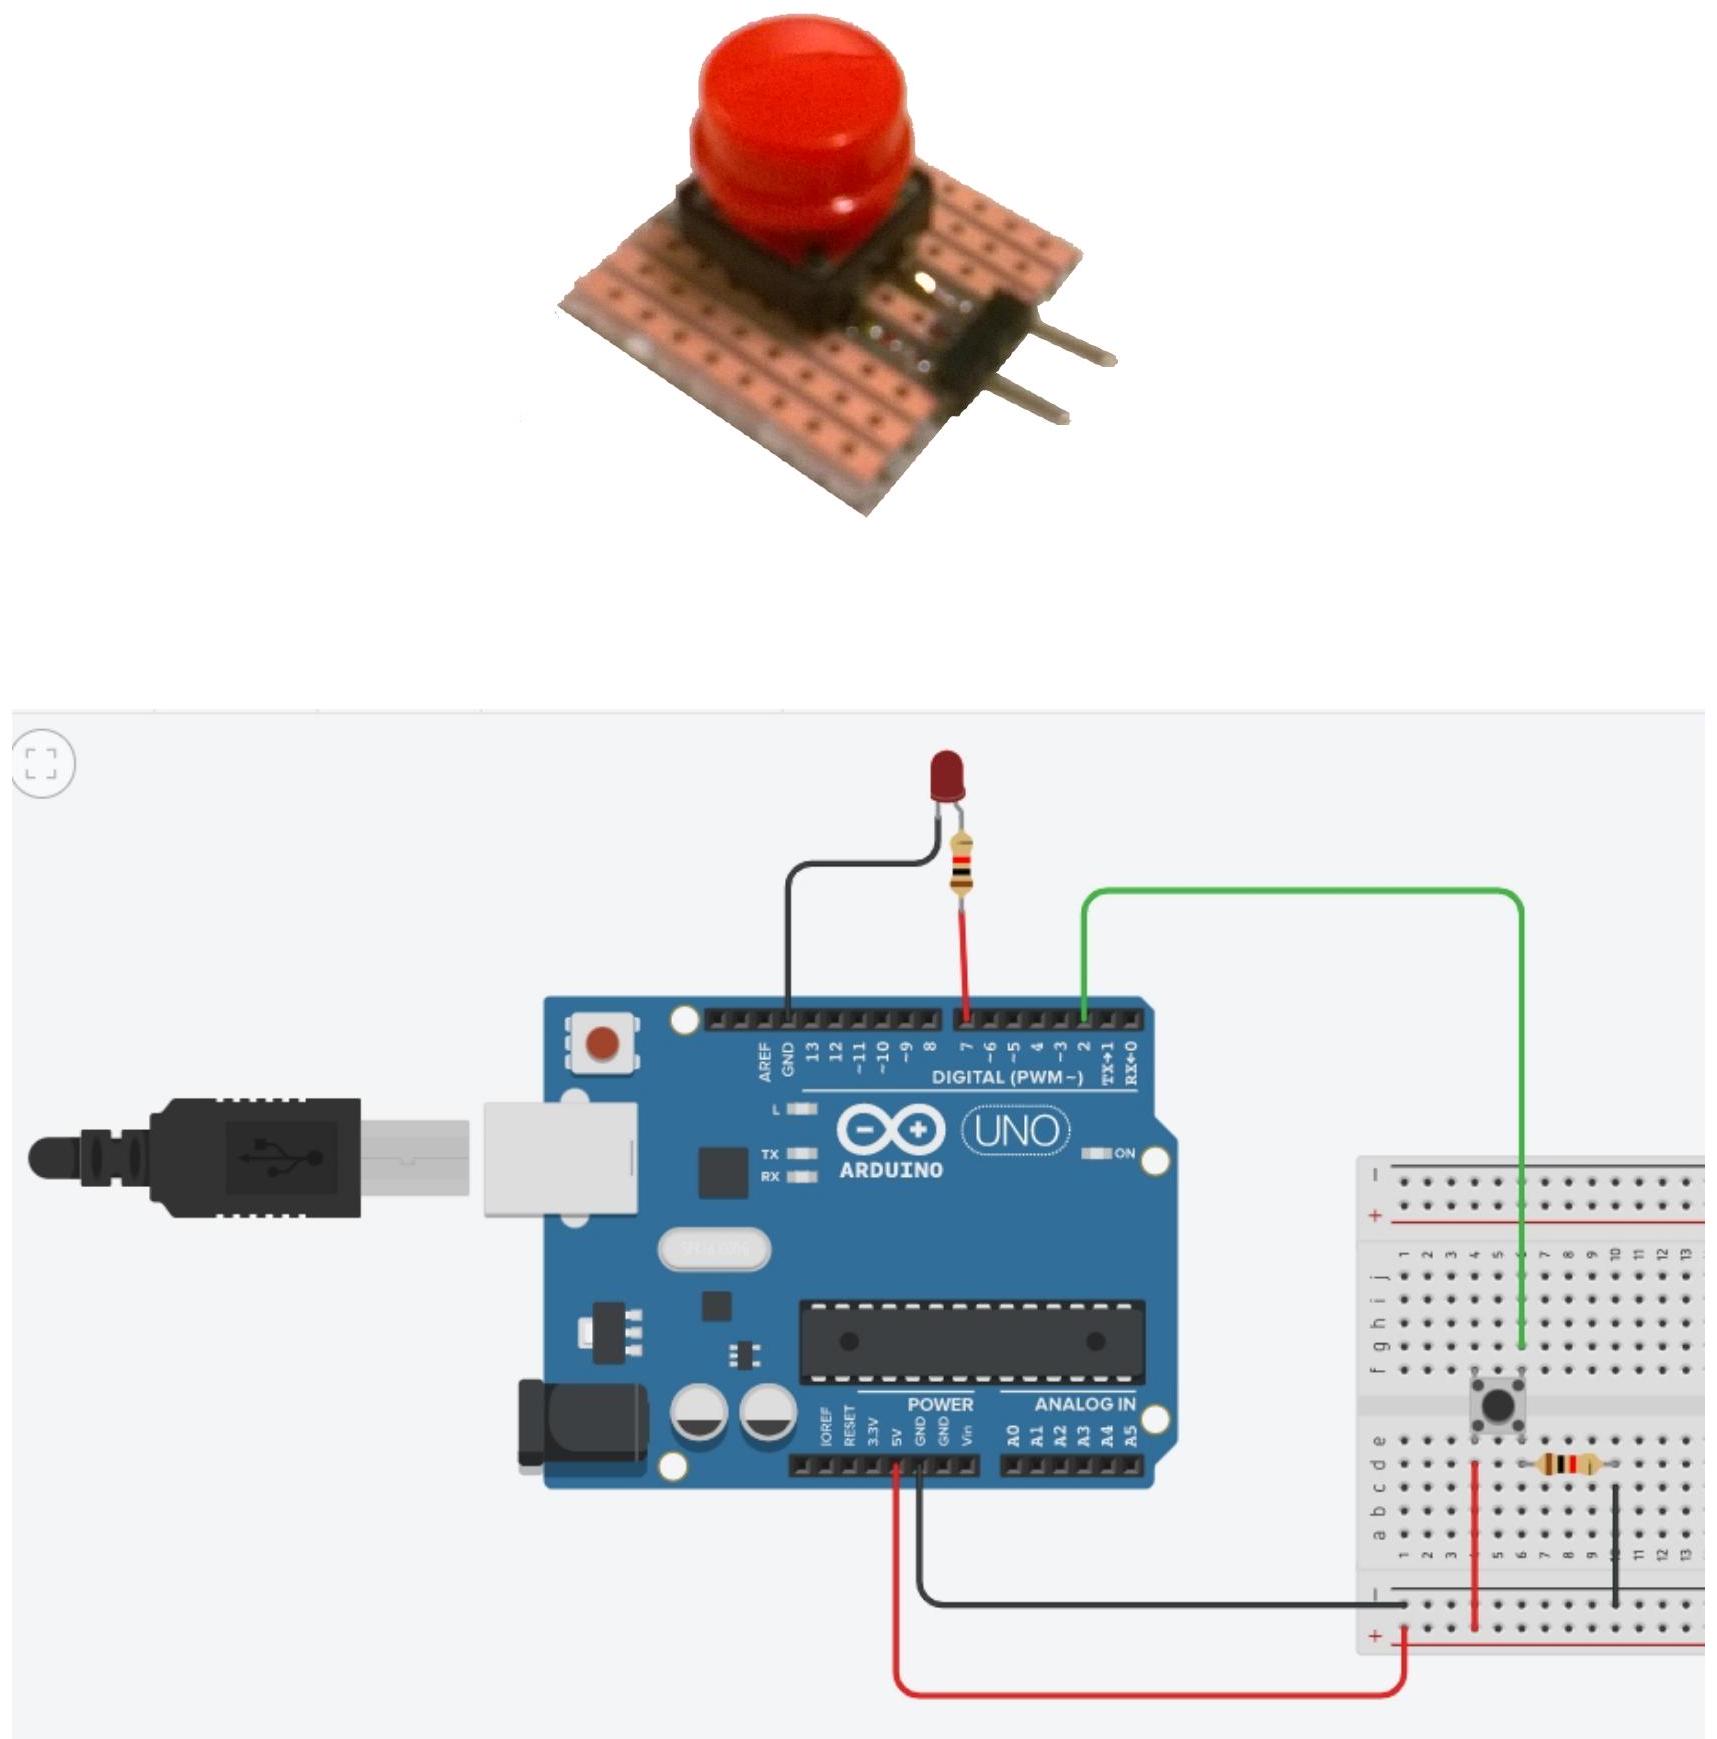 AREF
GND
13
12
~11
~10
~9
8
7
~6
~5
4
~3
2
TX→1
RX←0
DIGITAL (PWM~)
L
TX
RX
ARDUINO
UNO
ON
POWER
ANALOG IN
IOREF
RESET
3.3V
5V
GND
GND
Vin
A0
A1
A2
A3
A4
A5
− +
1 2 3 4 5 7 8 9 10 11 12 13
j
i
h
g
f
e
d
c
b
a
1 2 3 5 6 7 8 9 11 12 13
− +